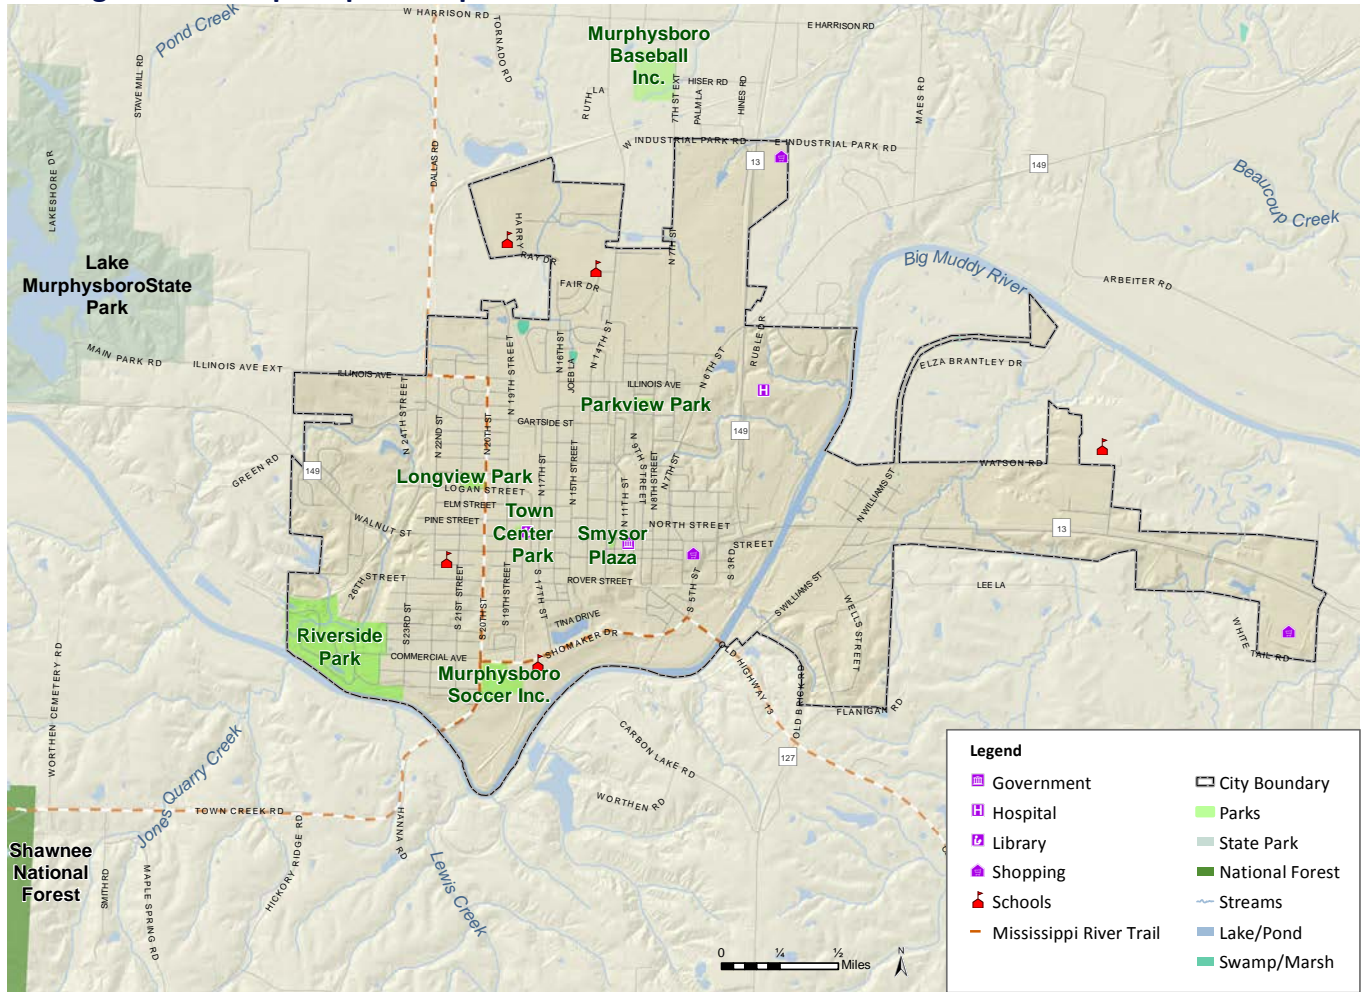 W HARRISON RD
E HARRISON RD
Pond Creek
TORNADO RD
Murphysboro
Baseball
Inc.
STAVE MILL RD
RUTH LA
7TH ST EXT
PALM LA
HISER RD
HINES RD
MAES RD
W INDUSTRIAL PARK RD
E INDUSTRIAL PARK RD
13
149
DALLAS RD
LAKESHORE DR
Beaucoup Creek
HARRY
RAY DR
N 7TH ST
FAIR DR
Big Muddy River
ARBEITER RD
Lake
MurphysboroState
Park
MAIN PARK RD
ILLINOIS AVE EXT
ILLINOIS AVE
N 19TH STREET
N 16TH ST
JOEB LA
N 14TH ST
ILLINOIS AVE
N 6TH ST
RUBLE DR
ELZA BRANTLEY DR
N 24TH STREET
N 22ND ST
N 20TH ST
GARTSIDE ST
Parkview Park
149
GREEN RD
149
Longview Park
LOGAN STREET
N 17TH ST
N 15TH STREET
N 9TH STREET
N 8TH STREET
N 7TH ST
N 11TH ST
WATSON RD
N WILLIAMS ST
ELM STREET
PINE STREET
WALNUT ST
Town
Center
Park
Smysor
Plaza
NORTH STREET
STREET
S 3RD
13
26TH STREET
S 21ST STREET
S 19TH STREET
S 17TH ST
ROVER STREET
S 5TH ST
S WILLIAMS ST
WELLS STREET
LEE LA
S 23RD ST
S 20TH ST
TINA DRIVE
SHOMAKER DR
WHITE TAIL RD
Riverside
Park
COMMERCIAL AVE
Murphysboro
Soccer Inc.
OLD HIGHWAY 13
OLD BRICK RD
FLANIGAN RD
WORTHEN CEMETERY RD
Jones Quarry Creek
CARBON LAKE RD
127
WORTHEN RD
TOWN CREEK RD
HANNA RD
HICKORY RIDGE RD
Lewis Creek
Shawnee
National
Forest
SMITH RD
MAPLE SPRING RD
Legend
Government
Hospital
Library
Shopping
Schools
Mississippi River Trail
City Boundary
Parks
State Park
National Forest
Streams
Lake/Pond
Swamp/Marsh
0 ¼ ½
Miles
N